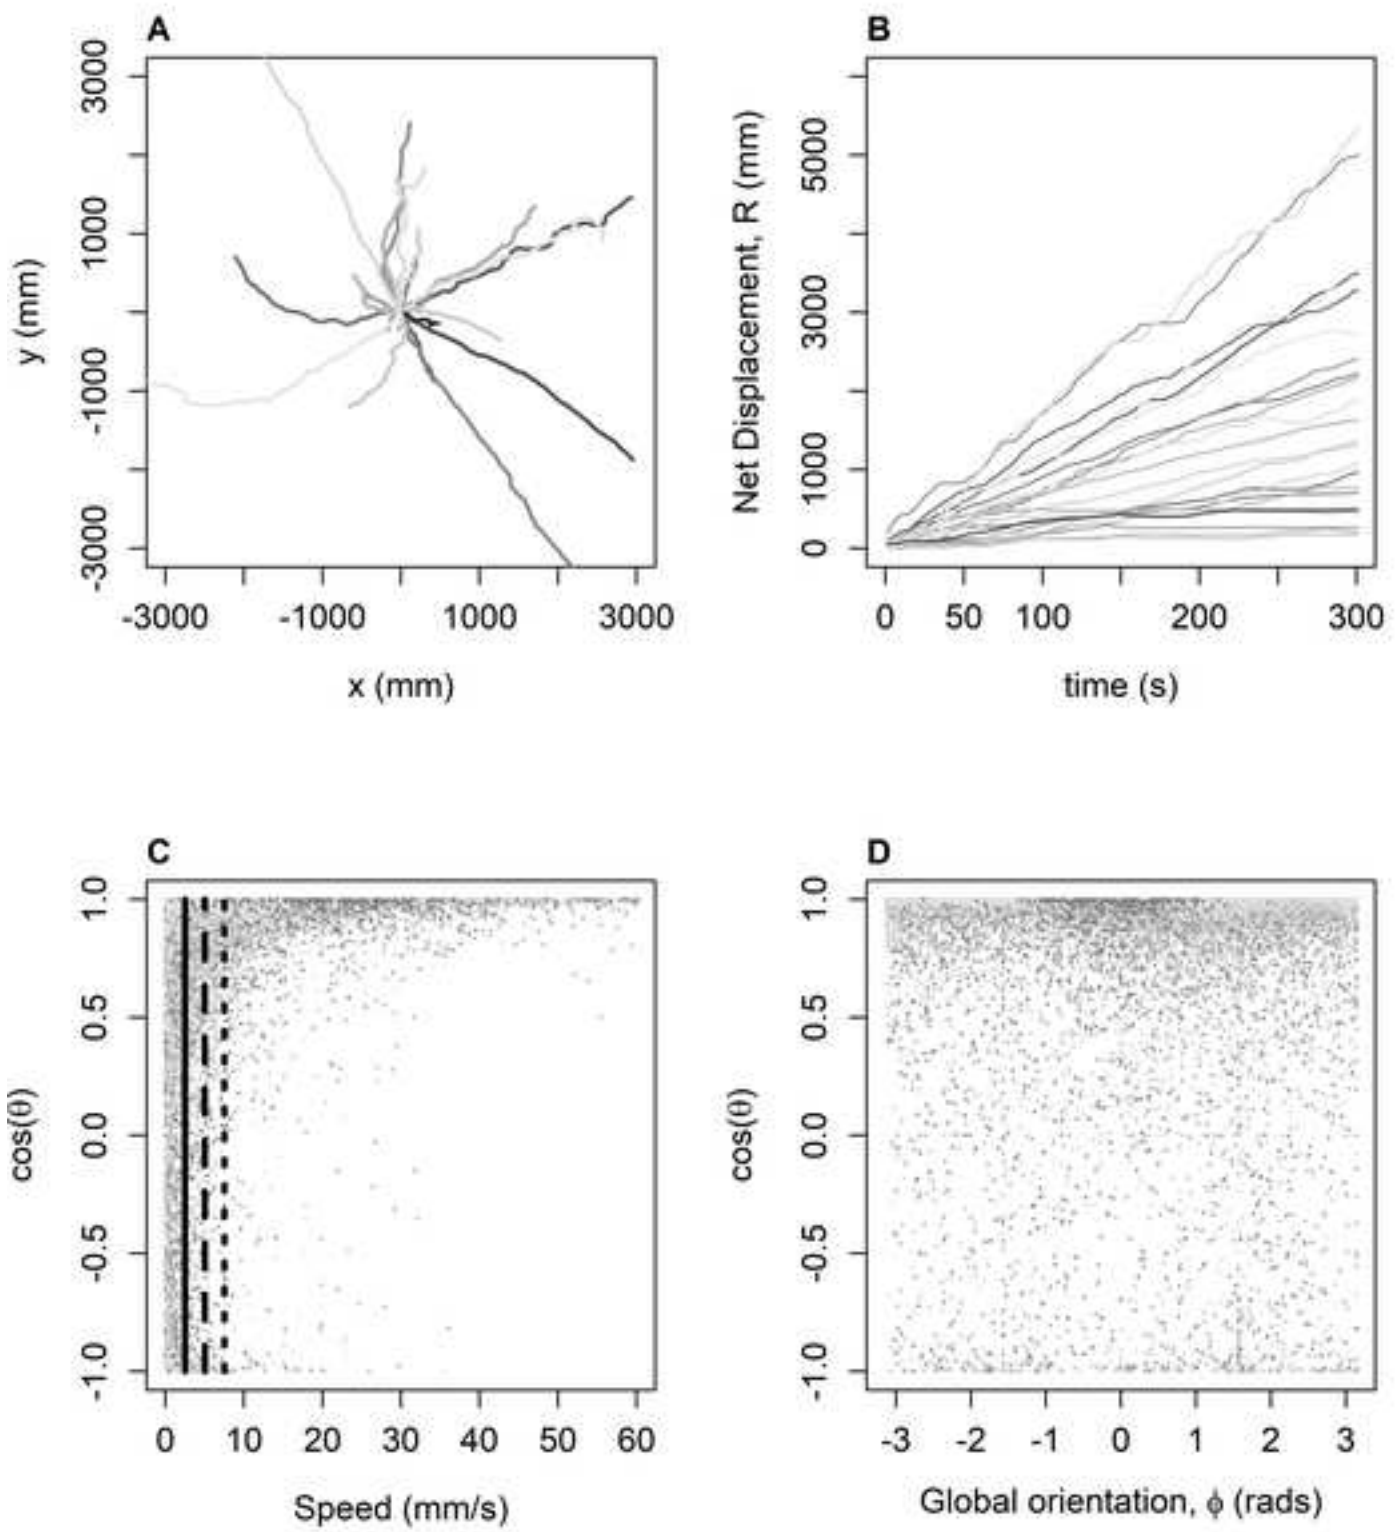 A
3000
1000
-1000
-3000
y (mm)
-3000 -1000 1000 3000
x (mm)
B
5000
3000
1000
0
Net Displacement, R (mm)
0 50 100 200 300
time (s)
C
1.0
0.5
0.0
-0.5
-1.0
cos(θ)
0 10 20 30 40 50 60
Speed (mm/s)
D
1.0
0.5
0.0
-0.5
-1.0
cos(θ)
-3 -2 -1 0 1 2 3
Global orientation, ϕ (rads)